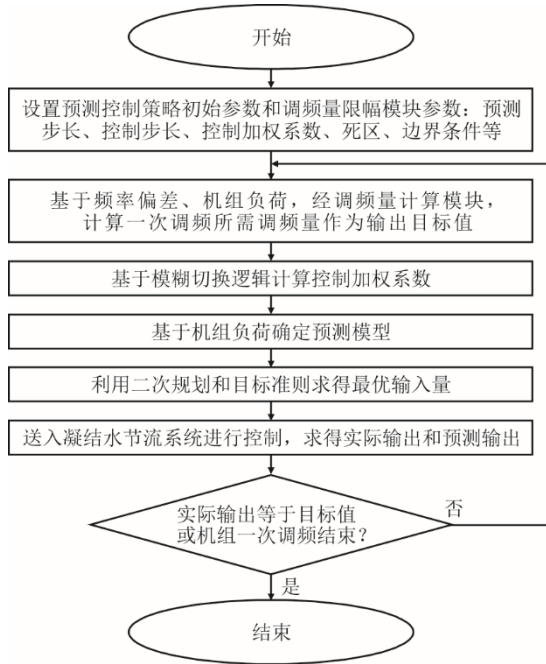 开始
设置预测控制策略初始参数和调频量限幅模块参数：预测
步长、控制步长、控制加权系数、死区、边界条件等
基于频率偏差、机组负荷，经调频量计算模块，
计算一次调频所需调频量作为输出目标值
基于模糊切换逻辑计算控制加权系数
基于机组负荷确定预测模型
利用二次规划和目标准则求得最优输入量
送入凝结水节流系统进行控制，求得实际输出和预测输出
实际输出等于目标值
或机组一次调频结束？
否
是
结束